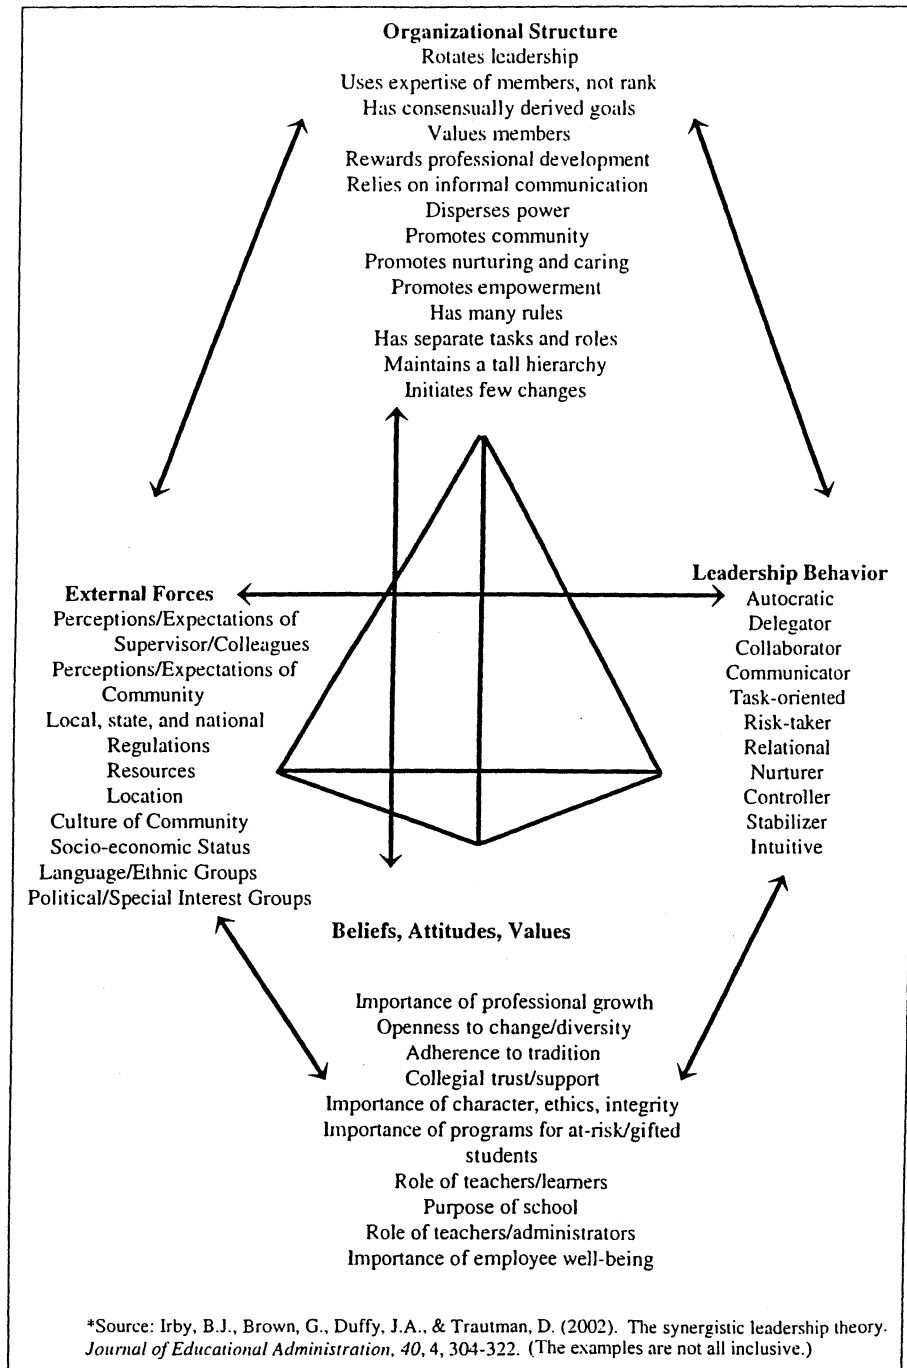 Organizational Structure
Rotates leadership
Uses expertise of members, not rank
Has consensually derived goals
Values members
Rewards professional development
Relies on informal communication
Disperses power
Promotes community
Promotes nurturing and caring
Promotes empowerment
Has many rules
Has separate tasks and roles
Maintains a tall hierarchy
Initiates few changes
External Forces
Perceptions/Expectations of
Supervisor/Colleagues
Perceptions/Expectations of
Community
Local, state, and national
Regulations
Resources
Location
Culture of Community
Socio-economic Status
Language/Ethnic Groups
Political/Special Interest Groups
Leadership Behavior
Autocratic
Delegator
Collaborator
Communicator
Task-oriented
Risk-taker
Relational
Nurturer
Controller
Stabilizer
Intuitive
Beliefs, Attitudes, Values
Importance of professional growth
Openness to change/diversity
Adherence to tradition
Collegial trust/support
Importance of character, ethics, integrity
Importance of programs for at-risk/gifted
students
Role of teachers/learners
Purpose of school
Role of teachers/administrators
Importance of employee well-being
*Source: Irby, B.J., Brown, G., Duffy, J.A., & Trautman, D. (2002). The synergistic leadership theory.
Journal of Educational Administration, 40, 4, 304-322. (The examples are not all inclusive.)